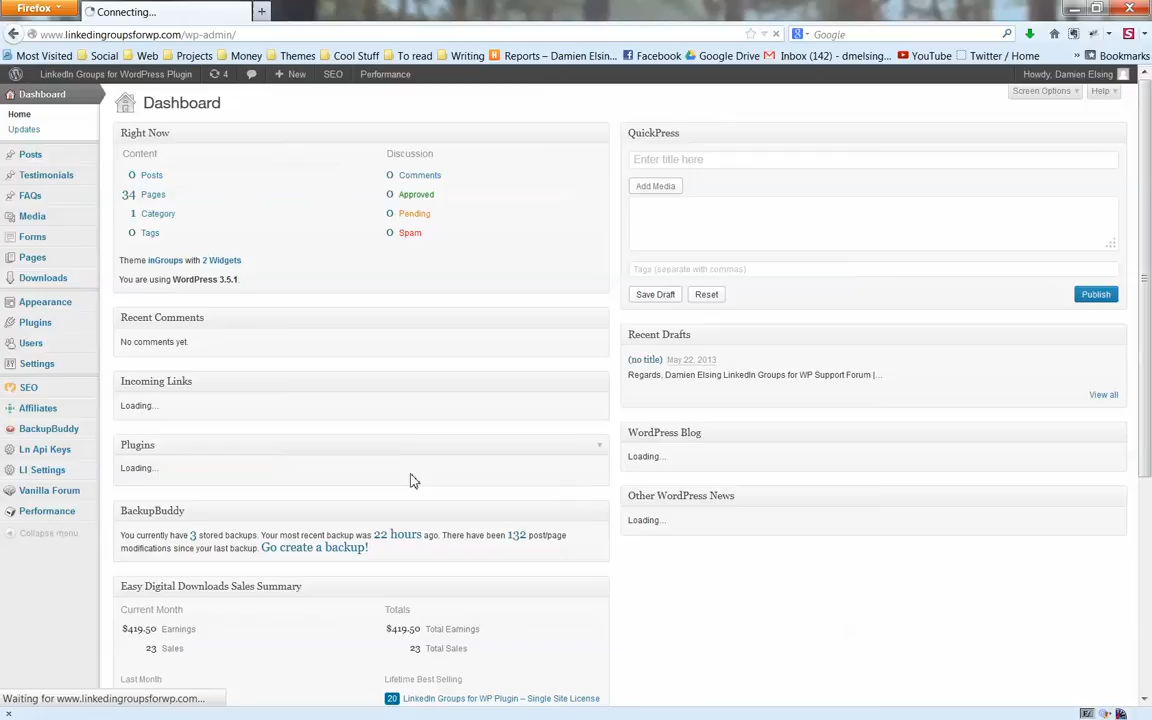 Firefox
Connecting...
www.linkedingroupsforwp.com/wp-admin/
Google
Most Visited Social Web Projects Money Themes Cool Stuff To read Writing Reports – Damien Elsin... Facebook Google Drive Inbox (142) - dmelsing... YouTube Twitter / Home » Bookmarks
LinkedIn Groups for WordPress Plugin 4 + New SEO Performance Howdy, Damien Elsing
Screen Options Help
Dashboard
Home
Updates
Posts
Testimonials
FAQs
Media
Forms
Pages
Downloads
Appearance
Plugins
Users
Settings
SEO
Affiliates
BackupBuddy
Ln Api Keys
LI Settings
Vanilla Forum
Performance
Collapse menu
Dashboard
Right Now
Content Discussion
0 Posts 0 Comments
34 Pages 0 Approved
1 Category 0 Pending
0 Tags 0 Spam
Theme inGroups with 2 Widgets
You are using WordPress 3.5.1.
Recent Comments
No comments yet.
Incoming Links
Loading...
Plugins
Loading...
BackupBuddy
You currently have 3 stored backups. Your most recent backup was 22 hours ago. There have been 132 post/page
modifications since your last backup. Go create a backup!
Easy Digital Downloads Sales Summary
Current Month Totals
$419.50 Earnings $419.50 Total Earnings
23 Sales 23 Total Sales
Last Month Lifetime Best Selling
20 LinkedIn Groups for WP Plugin – Single Site License
QuickPress
Enter title here
Add Media
Tags (separate with commas)
Save Draft Reset Publish
Recent Drafts
(no title) May 22, 2013
Regards, Damien Elsing LinkedIn Groups for WP Support Forum |...
View all
WordPress Blog
Loading...
Other WordPress News
Loading...
Waiting for www.linkedingroupsforwp.com...